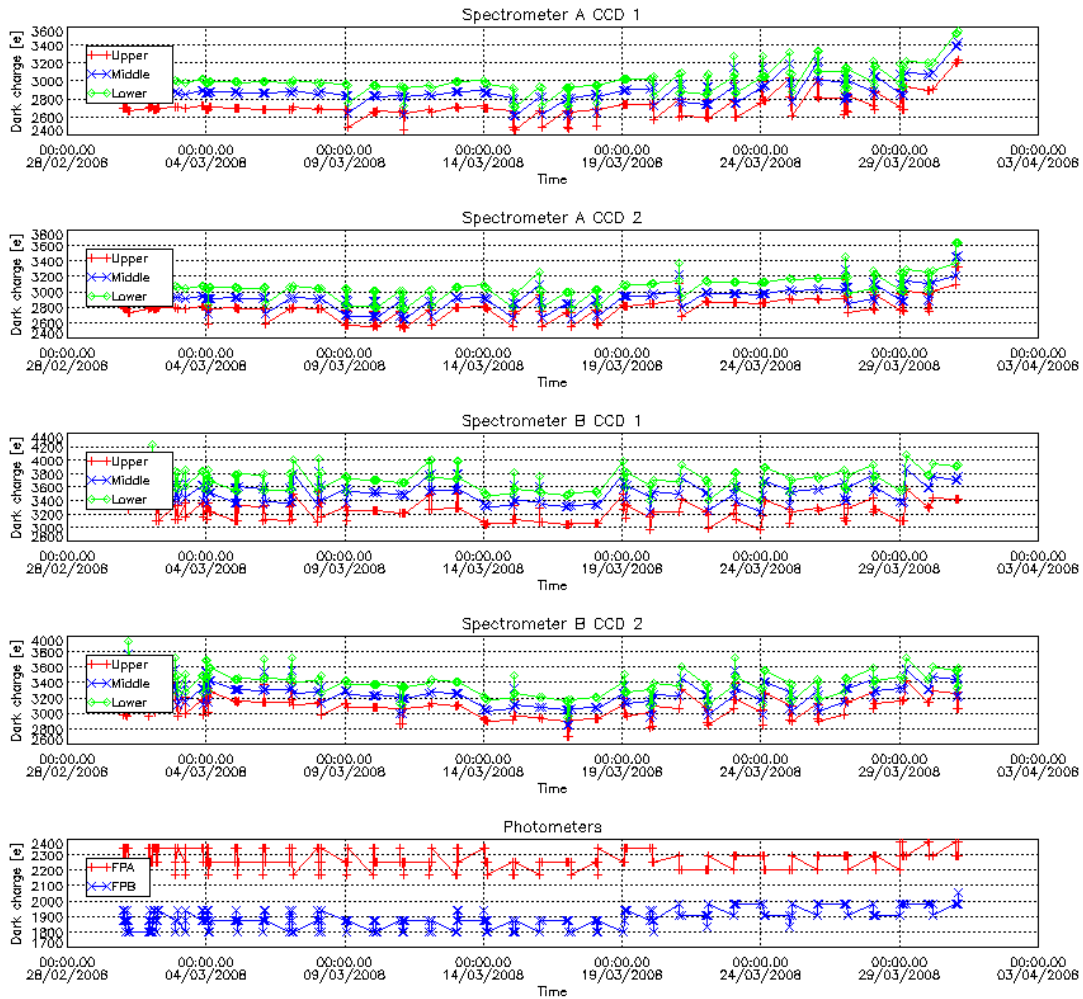 Spectrometer A CCD 1
Dark charge [e]
3600
3400
3200
3000
2800
2600
2400
Upper
Middle
Lower
00:00.00 00:00.00 00:00.00 00:00.00 00:00.00 00:00.00 00:00.00 00:00.00
28/02/2008 04/03/2008 09/03/2008 14/03/2008 19/03/2008 24/03/2008 29/03/2008 03/04/2008
Time
Spectrometer A CCD 2
Dark charge [e]
3800
3600
3400
3200
3000
2800
2600
2400
Upper
Middle
Lower
00:00.00 00:00.00 00:00.00 00:00.00 00:00.00 00:00.00 00:00.00 00:00.00
28/02/2008 04/03/2008 09/03/2008 14/03/2008 19/03/2008 24/03/2008 29/03/2008 03/04/2008
Time
Spectrometer B CCD 1
Dark charge [e]
4400
4200
4000
3800
3600
3400
3200
3000
2800
Upper
Middle
Lower
00:00.00 00:00.00 00:00.00 00:00.00 00:00.00 00:00.00 00:00.00 00:00.00
28/02/2008 04/03/2008 09/03/2008 14/03/2008 19/03/2008 24/03/2008 29/03/2008 03/04/2008
Time
Spectrometer B CCD 2
Dark charge [e]
4000
3800
3600
3400
3200
3000
2800
2600
Upper
Middle
Lower
00:00.00 00:00.00 00:00.00 00:00.00 00:00.00 00:00.00 00:00.00 00:00.00
28/02/2008 04/03/2008 09/03/2008 14/03/2008 19/03/2008 24/03/2008 29/03/2008 03/04/2008
Time
Photometers
Dark charge [e]
2400
2300
2200
2100
2000
1900
1800
1700
FPA
FPB
00:00.00 00:00.00 00:00.00 00:00.00 00:00.00 00:00.00 00:00.00 00:00.00
28/02/2008 04/03/2008 09/03/2008 14/03/2008 19/03/2008 24/03/2008 29/03/2008 03/04/2008
Time